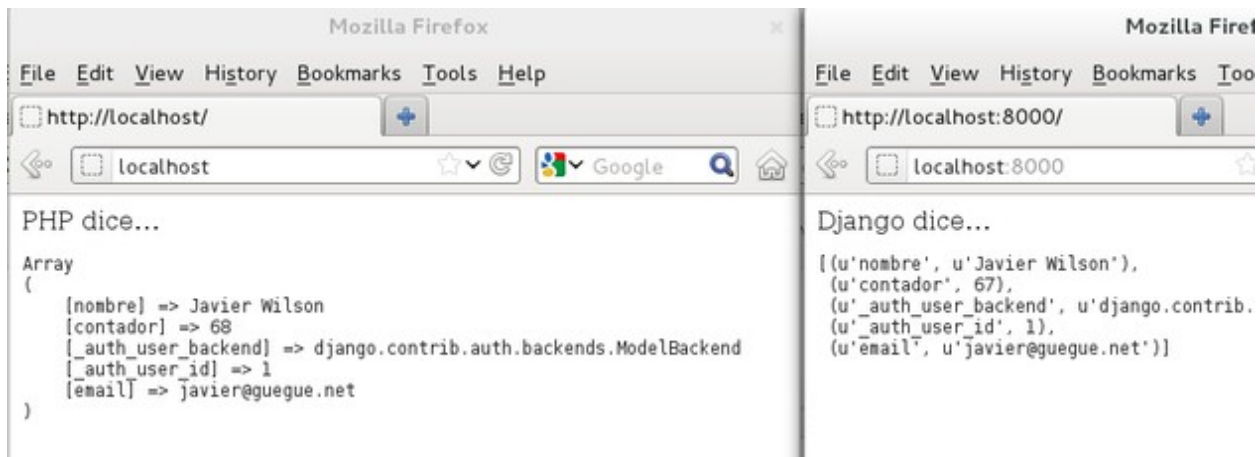 Mozilla Firefox
File Edit View History Bookmarks Tools Help
http://localhost/
localhost
Google
PHP dice...
Array
(
[nombre] => Javier Wilson
[contador] => 68
[_auth_user_backend] => django.contrib.auth.backends.ModelBackend
[_auth_user_id] => 1
[email] => javier@guegue.net
)
Mozilla Firef
File Edit View History Bookmarks Too
http://localhost:8000/
localhost:8000
Django dice...
[(u'nombre', u'Javier Wilson'),
(u'contador', 67),
(u'_auth_user_backend', u'django.contrib.
(u'_auth_user_id', 1),
(u'email', u'javier@guegue.net')]